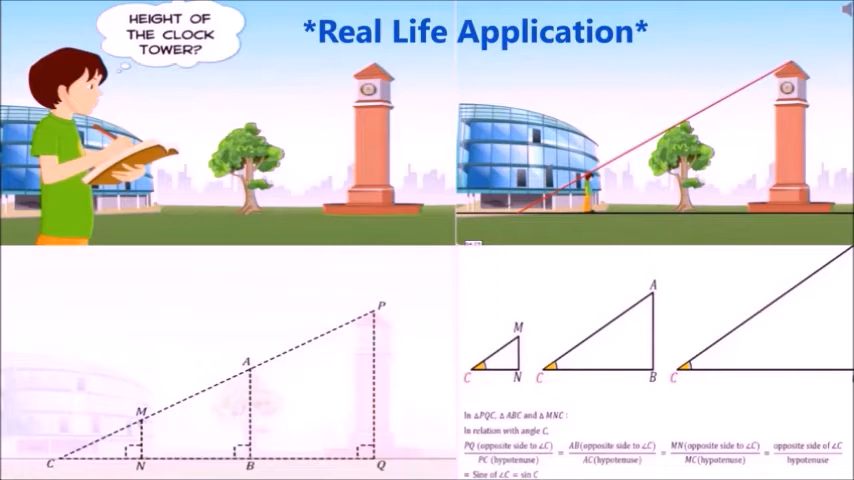 HEIGHT OF
THE CLOCK
TOWER?
*Real Life Application*
P
A
M
C
N
B
Q
M
C
N
A
C
B
C
In △PQC, △ ABC and △ MNC :
In relation with angle C,
PQ (opposite side to ∠C) / PC (hypotenuse) = AB(opposite side to ∠C) / AC(hypotenuse) = MN(opposite side to ∠C) / MC(hypotenuse) = opposite side of ∠C / hypotenuse
= Sine of ∠C = sin C